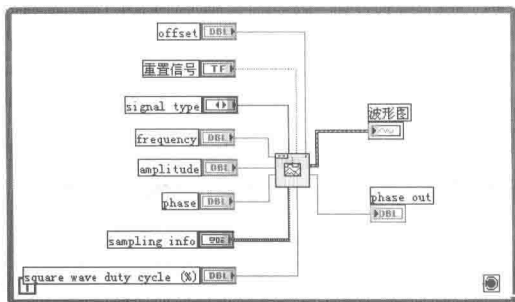 offset DBL
重置信号 TF
signal type
frequency DBL
amplitude DBL
phase DBL
sampling info
square wave duty cycle (%) DBL
波形图
phase out
DBL
i